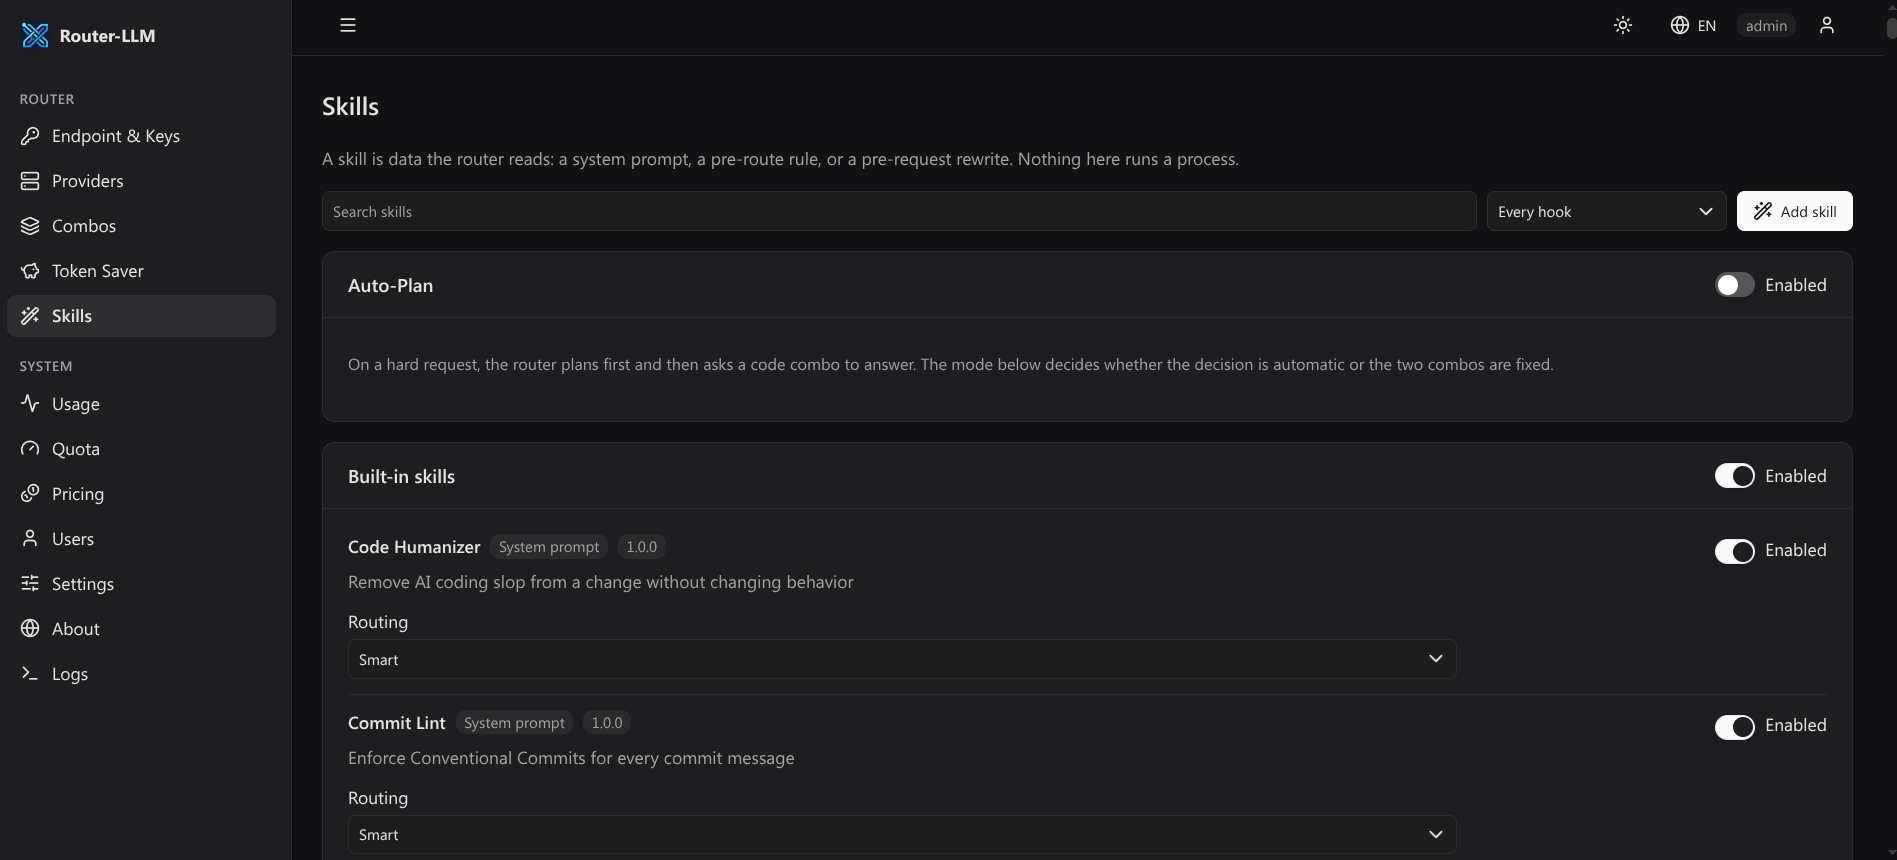 Router-LLM
EN
admin
ROUTER
Endpoint & Keys
Providers
Combos
Token Saver
Skills
SYSTEM
Usage
Quota
Pricing
Users
Settings
About
Logs
Skills
A skill is data the router reads: a system prompt, a pre-route rule, or a pre-request rewrite. Nothing here runs a process.
Search skills
Every hook
Add skill
Auto-Plan
Enabled
On a hard request, the router plans first and then asks a code combo to answer. The mode below decides whether the decision is automatic or the two combos are fixed.
Built-in skills
Enabled
Code Humanizer System prompt 1.0.0
Enabled
Remove AI coding slop from a change without changing behavior
Routing
Smart
Commit Lint System prompt 1.0.0
Enabled
Enforce Conventional Commits for every commit message
Routing
Smart